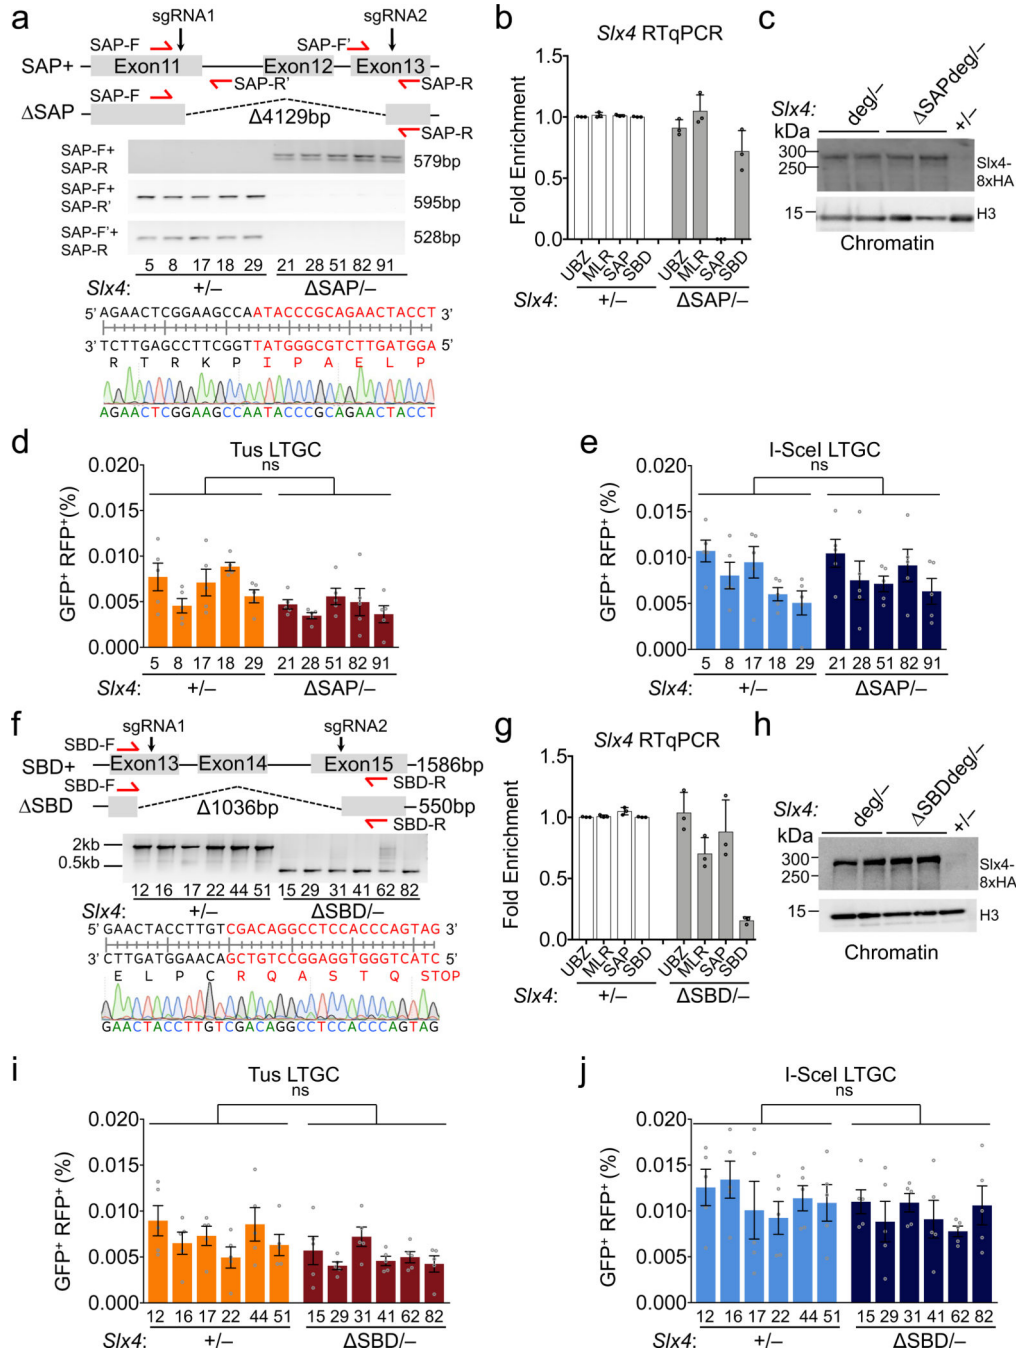 a
sgRNA1 sgRNA2
SAP-F SAP-F'
SAP+ Exon11 Exon12 Exon13
SAP-F SAP-R' SAP-R
ΔSAP Δ4129bp
SAP-R
SAP-F+
SAP-R 579bp
SAP-F+
SAP-R' 595bp
SAP-F'+
SAP-R 528bp
5 8 17 18 29 21 28 51 82 91
Slx4: +/– ΔSAP/–
5' AGAACTCGGAAGCCAATACCCGCAGAACTACCT 3'
3' TCTTGAGCCTTCGGTTATGGGCGTCTTGATGGA 5'
R T R K P I P A E L P
AGAACTCGGAAGCCAATACCCGCAGAACTACCT
b
Slx4 RTqPCR
Fold Enrichment
1.5
1.0
0.5
0.0
UBZ MLR SAP SBD UBZ MLR SAP SBD
Slx4: +/– ΔSAP/–
c
Slx4: deg/– ΔSAPdeg/– +/–
kDa
300
250
Slx4-
8xHA
15 H3
Chromatin
d
Tus LTGC
ns
GFP⁺ RFP⁺ (%)
0.020
0.015
0.010
0.005
0.000
5 8 17 18 29 21 28 51 82 91
Slx4: +/– ΔSAP/–
e
I-SceI LTGC
ns
GFP⁺ RFP⁺ (%)
0.020
0.015
0.010
0.005
0.000
5 8 17 18 29 21 28 51 82 91
Slx4: +/– ΔSAP/–
f
sgRNA1 sgRNA2
SBD-F
SBD+ Exon13 Exon14 Exon15 1586bp
SBD-F SBD-R
ΔSBD Δ1036bp 550bp
SBD-R
2kb
0.5kb
12 16 17 22 44 51 15 29 31 41 62 82
Slx4: +/– ΔSBD/–
5' GAACTACCTTGTCGACAGGCCTCCACCCAGTAG 3'
3' CTTGATGGAACAGCTGTCCGGAGGTGGGTCATC 5'
E L P C R Q A S T Q STOP
GAACTACCTTGTCGACAGGCCTCCACCCAGTAG
g
Slx4 RTqPCR
Fold Enrichment
1.5
1.0
0.5
0.0
UBZ MLR SAP SBD UBZ MLR SAP SBD
Slx4: +/– ΔSBD/–
h
Slx4: deg/– ΔSBDdeg/– +/–
kDa
300
250
Slx4-
8xHA
15 H3
Chromatin
i
Tus LTGC
ns
GFP⁺ RFP⁺ (%)
0.020
0.015
0.010
0.005
0.000
12 16 17 22 44 51 15 29 31 41 62 82
Slx4: +/– ΔSBD/–
j
I-SceI LTGC
ns
GFP⁺ RFP⁺ (%)
0.020
0.015
0.010
0.005
0.000
12 16 17 22 44 51 15 29 31 41 62 82
Slx4: +/– ΔSBD/–